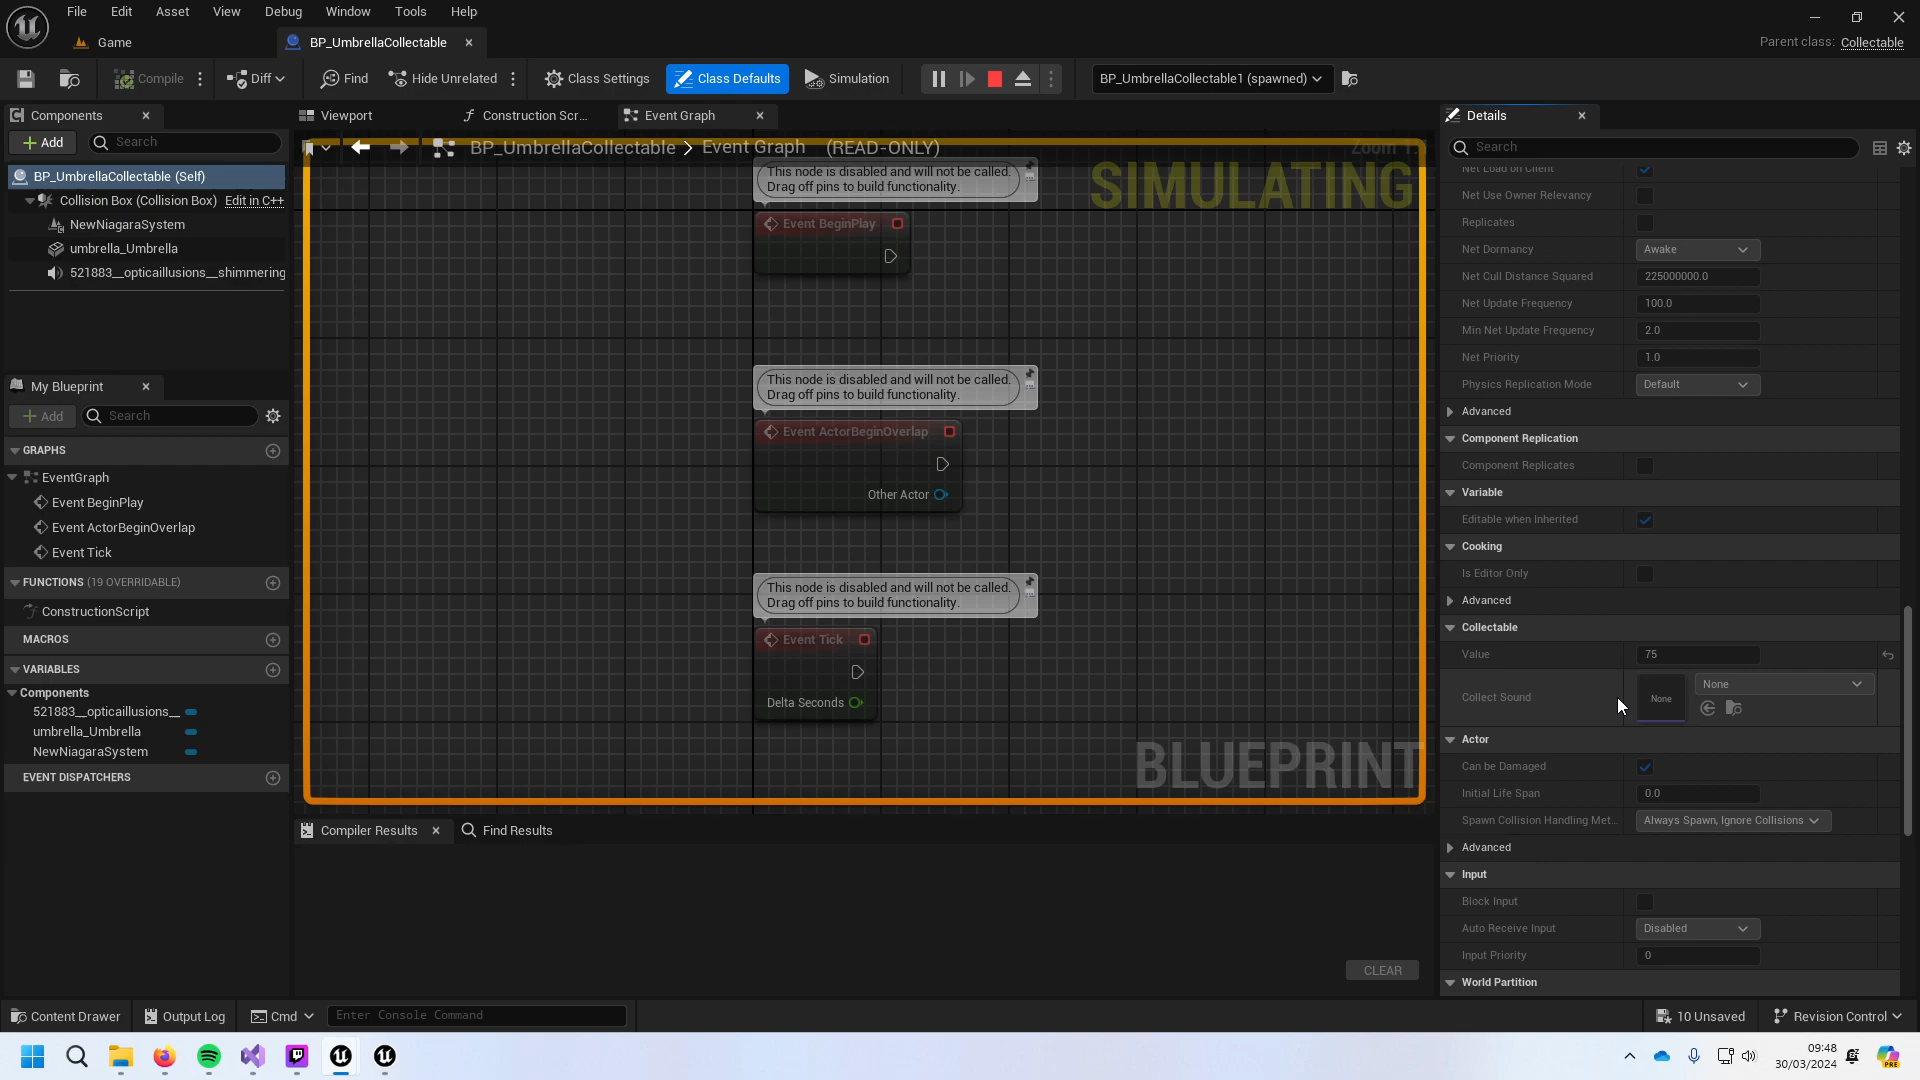 File Edit Asset View Debug Window Tools Help
Game
BP_UmbrellaCollectable
Parent class: Collectable
Compile
Diff
Find
Hide Unrelated
Class Settings
Class Defaults
Simulation
BP_UmbrellaCollectable1 (spawned)
Components
Viewport
Construction Scr...
Event Graph
Details
Add
Search
BP_UmbrellaCollectable > Event Graph (READ-ONLY)
Search
BP_UmbrellaCollectable (Self)
Collision Box (Collision Box) Edit in C++
NewNiagaraSystem
umbrella_Umbrella
521883__opticaillusions__shimmering
My Blueprint
Add
Search
GRAPHS
EventGraph
Event BeginPlay
Event ActorBeginOverlap
Event Tick
FUNCTIONS (19 OVERRIDABLE)
ConstructionScript
MACROS
VARIABLES
Components
521883__opticaillusions__
umbrella_Umbrella
NewNiagaraSystem
EVENT DISPATCHERS
SIMULATING
This node is disabled and will not be called.
Drag off pins to build functionality.
Event BeginPlay
This node is disabled and will not be called.
Drag off pins to build functionality.
Event ActorBeginOverlap
Other Actor
This node is disabled and will not be called.
Drag off pins to build functionality.
Event Tick
Delta Seconds
BLUEPRINT
Compiler Results
Find Results
CLEAR
Net Load on Client
Net Use Owner Relevancy
Replicates
Net Dormancy Awake
Net Cull Distance Squared 225000000.0
Net Update Frequency 100.0
Min Net Update Frequency 2.0
Net Priority 1.0
Physics Replication Mode Default
Advanced
Component Replication
Component Replicates
Variable
Editable when Inherited
Cooking
Is Editor Only
Advanced
Collectable
Value 75
Collect Sound None None
Actor
Can be Damaged
Initial Life Span 0.0
Spawn Collision Handling Met... Always Spawn, Ignore Collisions
Advanced
Input
Block Input
Auto Receive Input Disabled
Input Priority 0
World Partition
Content Drawer
Output Log
Cmd
Enter Console Command
10 Unsaved
Revision Control
09:48
30/03/2024
PRE